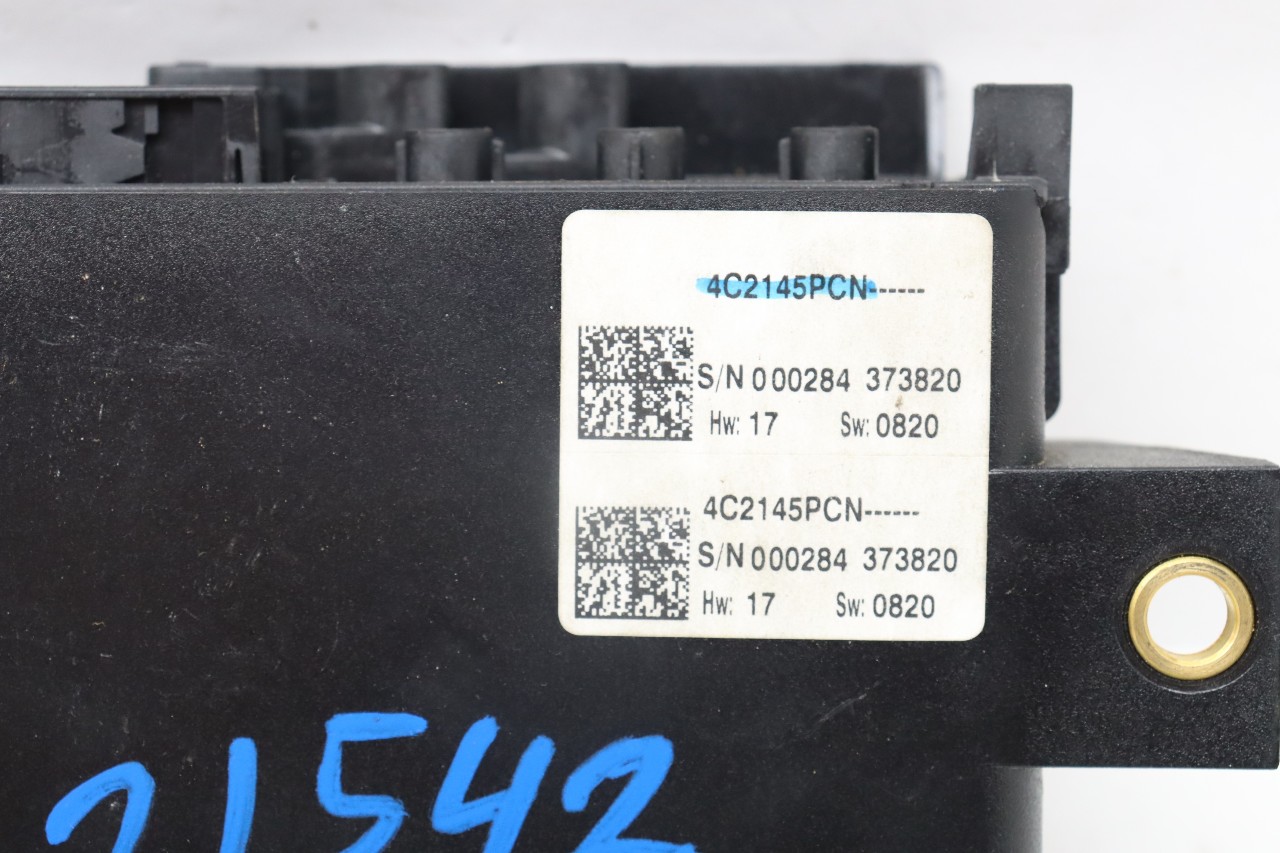 4C2145PCN------
S/N 000284 373820
Hw: 17 Sw: 0820
4C2145PCN------
S/N 000284 373820
Hw: 17 Sw: 0820
21542